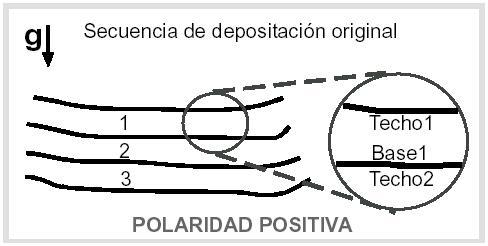 g
Secuencia de depositación original
1
2
3
Techo1
Base1
Techo2
POLARIDAD POSITIVA